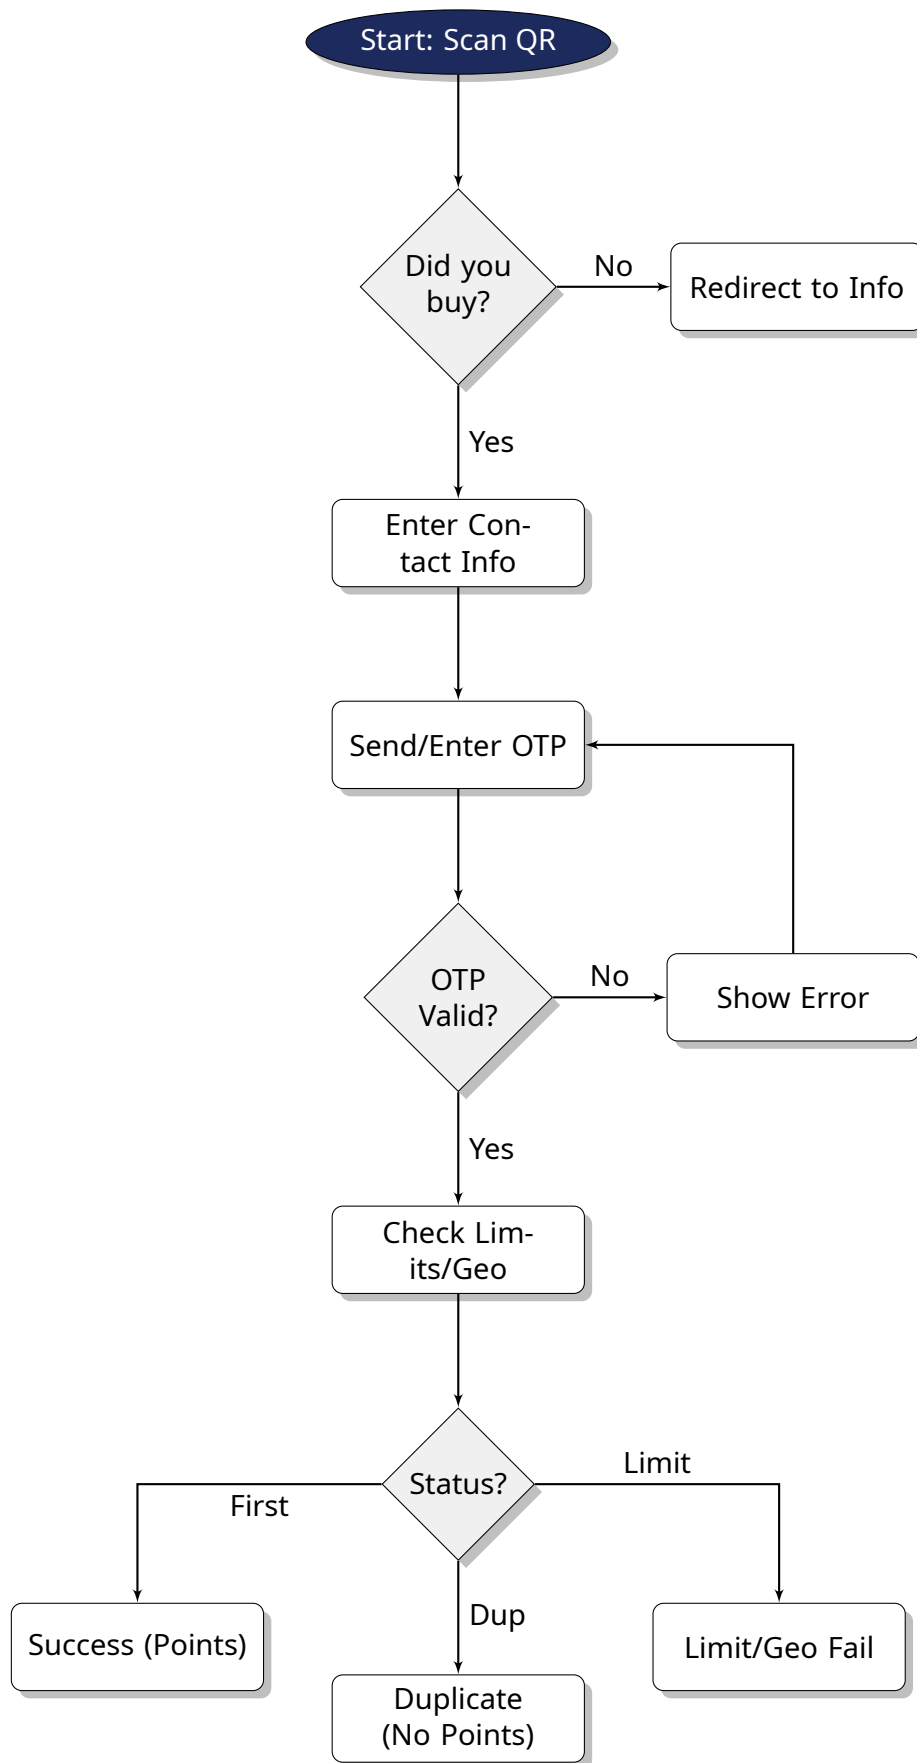 Start: Scan QR
Did you
buy?
No
Redirect to Info
Yes
Enter Con-
tact Info
Send/Enter OTP
OTP
Valid?
No
Show Error
Yes
Check Lim-
its/Geo
Status?
Limit
First
Dup
Success (Points)
Limit/Geo Fail
Duplicate
(No Points)